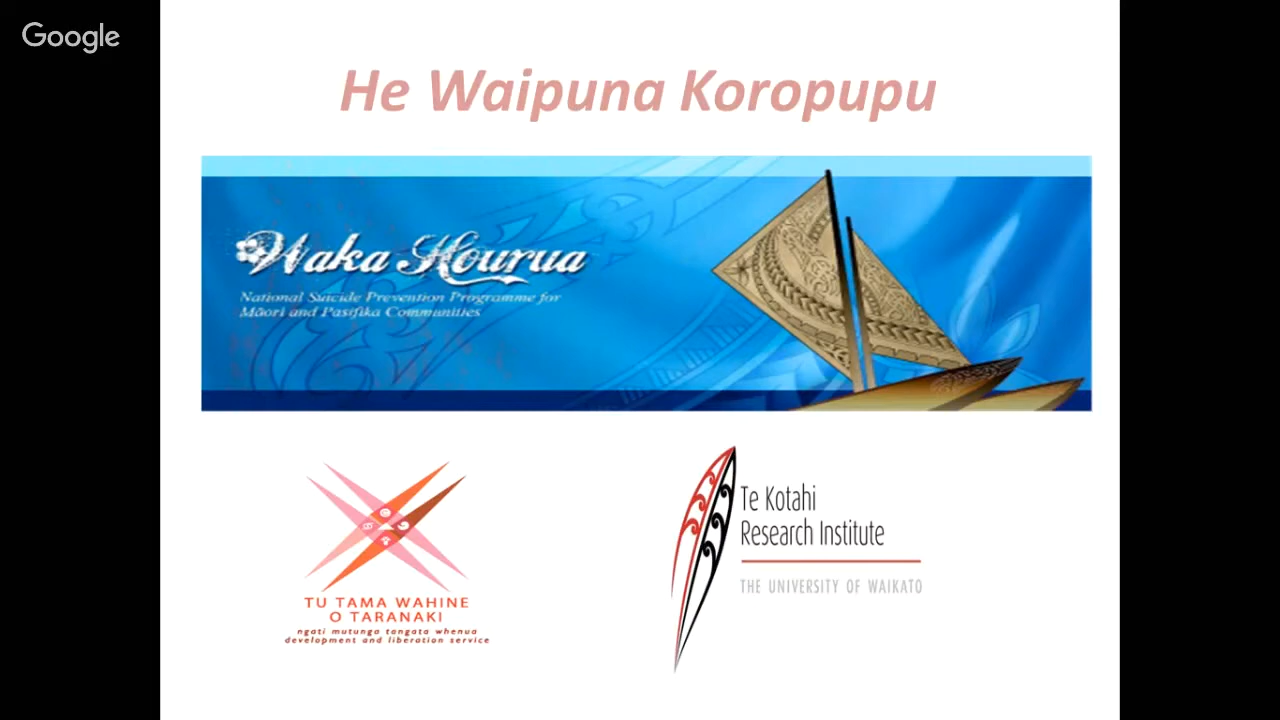 Google
He Waipuna Koropupu
Waka Hourua
National Suicide Prevention Programme for
Māori and Pasifika Communities
TU TAMA WAHINE
O TARANAKI
ngati mutunga tangata whenua
development and liberation service
Te Kotahi
Research Institute
THE UNIVERSITY OF WAIKATO